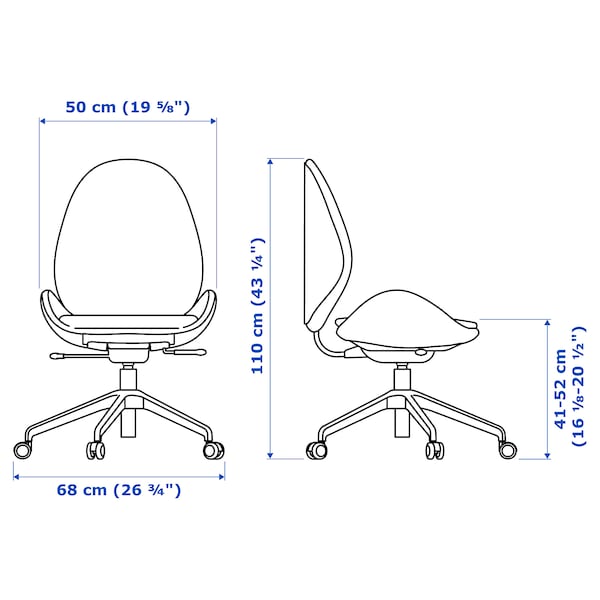 50 cm (19 ⅝")
110 cm (43 ¼")
41-52 cm
(16 ⅛-20 ½")
68 cm (26 ¾")